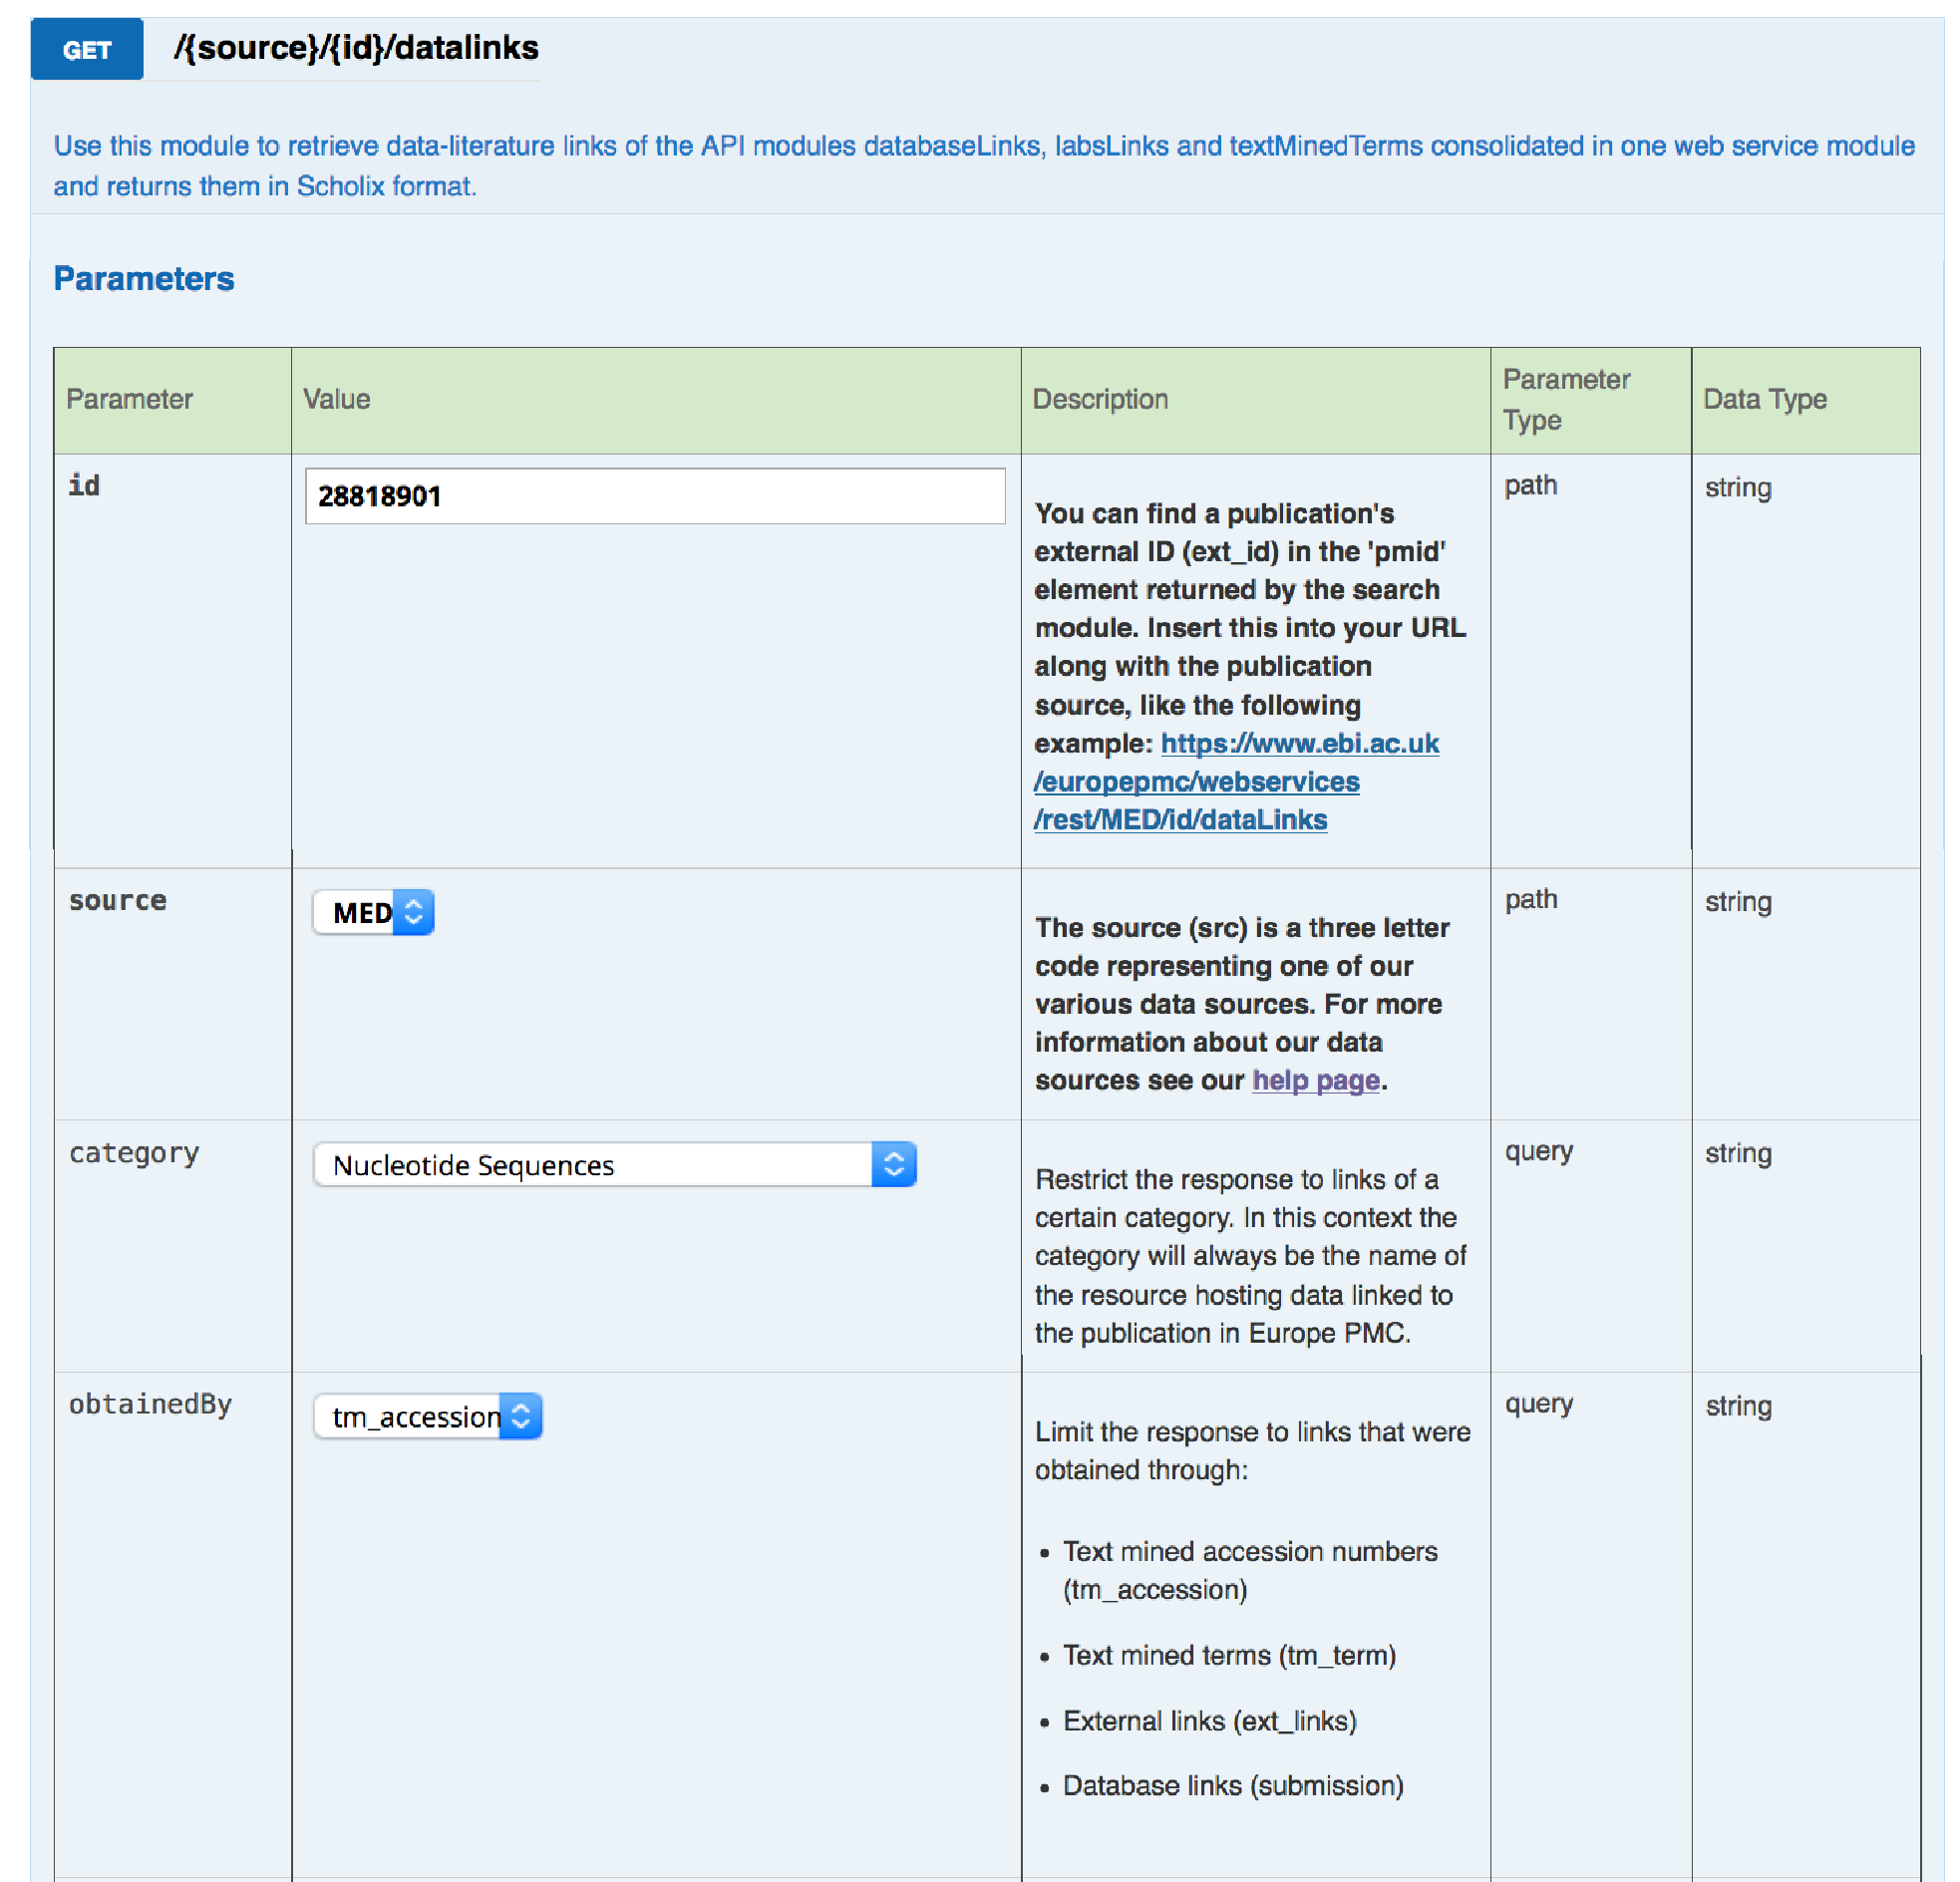 GET /{source}/{id}/datalinks
Use this module to retrieve data-literature links of the API modules databaseLinks, labsLinks and textMinedTerms consolidated in one web service module
and returns them in Scholix format.
Parameters
Parameter Value Description Parameter Type Data Type
id 28818901 path string
You can find a publication's
external ID (ext_id) in the 'pmid'
element returned by the search
module. Insert this into your URL
along with the publication
source, like the following
example: https://www.ebi.ac.uk
/europepmc/webservices
/rest/MED/id/dataLinks
source MED path string
The source (src) is a three letter
code representing one of our
various data sources. For more
information about our data
sources see our help page.
category Nucleotide Sequences query string
Restrict the response to links of a
certain category. In this context the
category will always be the name of
the resource hosting data linked to
the publication in Europe PMC.
obtainedBy tm_accession query string
Limit the response to links that were
obtained through:
• Text mined accession numbers
(tm_accession)
• Text mined terms (tm_term)
• External links (ext_links)
• Database links (submission)